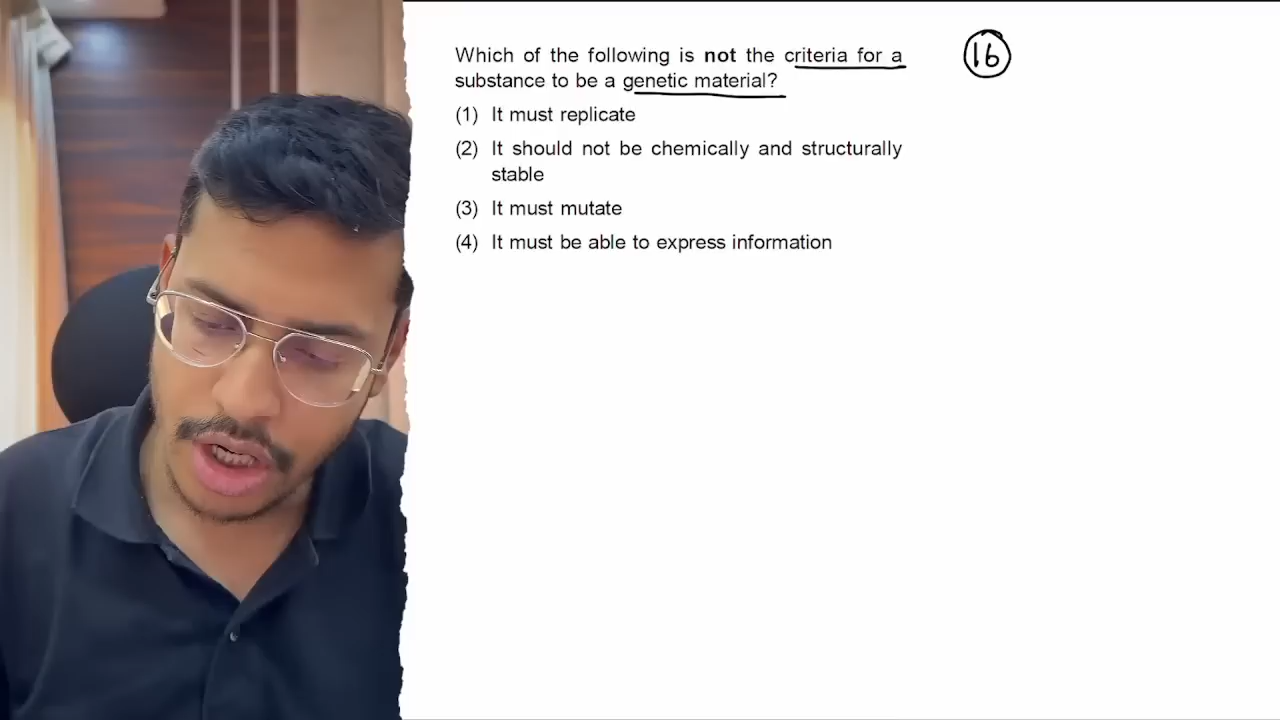 Which of the following is not the criteria for a
substance to be a genetic material?
(1) It must replicate
(2) It should not be chemically and structurally
stable
(3) It must mutate
(4) It must be able to express information
16